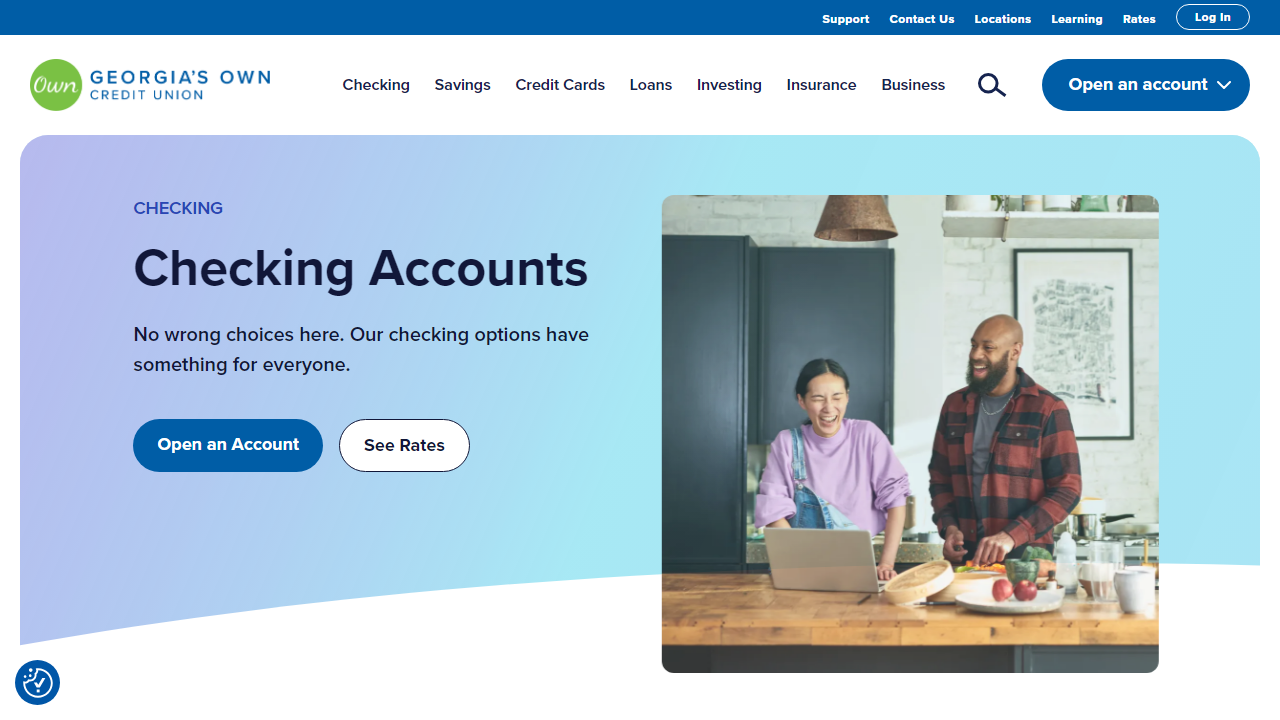 Support Contact Us Locations Learning Rates Log In
Own GEORGIA'S OWN
CREDIT UNION
Checking Savings Credit Cards Loans Investing Insurance Business Open an account
CHECKING
Checking Accounts
No wrong choices here. Our checking options have
something for everyone.
Open an Account See Rates